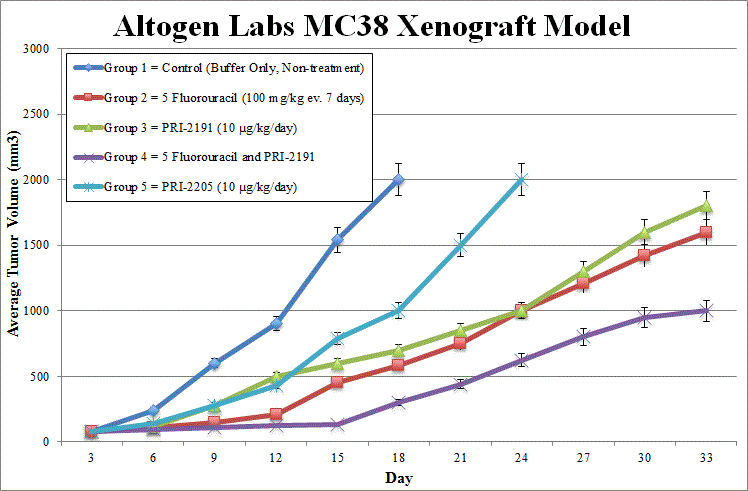 Altogen Labs MC38 Xenograft Model
Average Tumor Volume (mm3)
3000
2500
2000
1500
1000
500
0
Group 1 = Control (Buffer Only, Non-treatment)
Group 2 = 5 Fluorouracil (100 mg/kg ev. 7 days)
Group 3 = PRI-2191 (10 µg/kg/day)
Group 4 = 5 Fluorouracil and PRI-2191
Group 5 = PRI-2205 (10 µg/kg/day)
3 6 9 12 15 18 21 24 27 30 33
Day